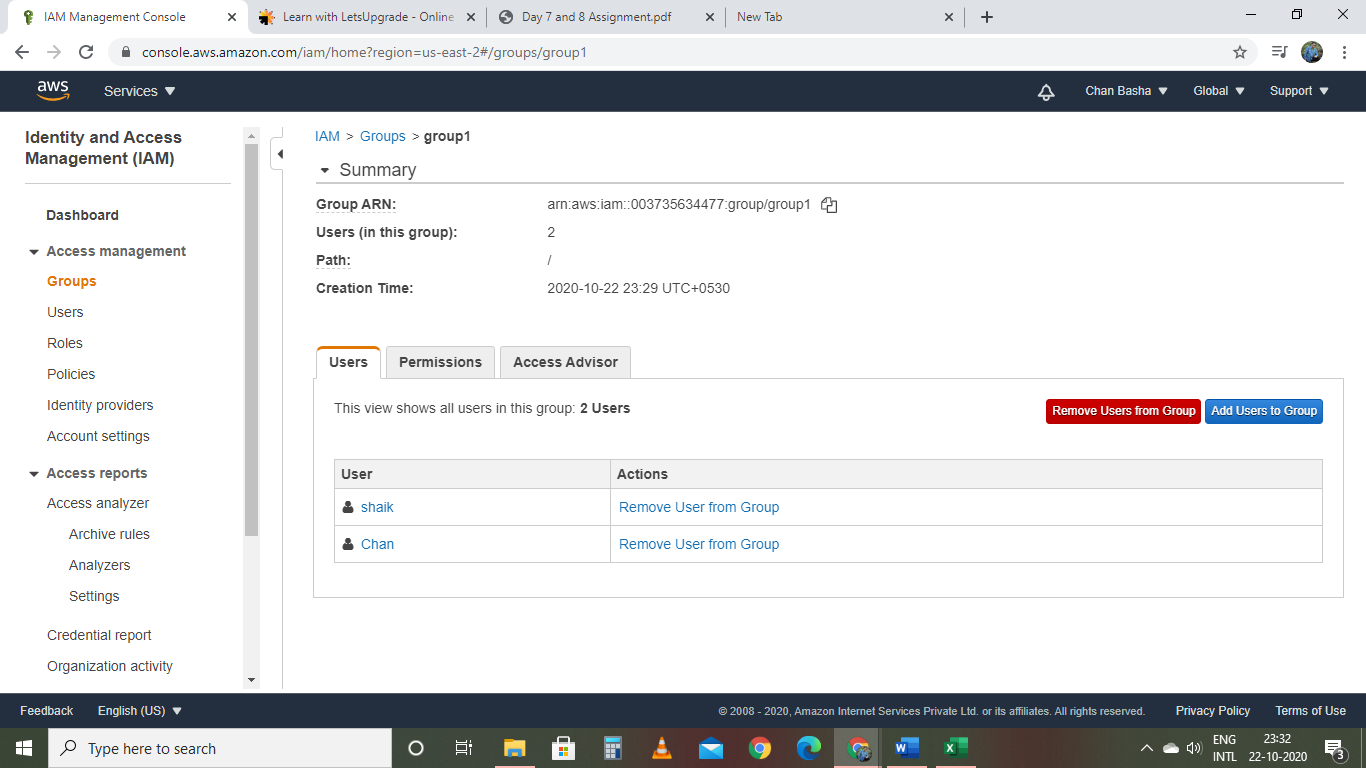 IAM Management Console
Learn with LetsUpgrade - Online
Day 7 and 8 Assignment.pdf
New Tab
console.aws.amazon.com/iam/home?region=us-east-2#/groups/group1
aws
Services
Chan Basha
Global
Support
Identity and Access
Management (IAM)
Dashboard
Access management
Groups
Users
Roles
Policies
Identity providers
Account settings
Access reports
Access analyzer
Archive rules
Analyzers
Settings
Credential report
Organization activity
IAM > Groups > group1
Summary
Group ARN: arn:aws:iam::003735634477:group/group1
Users (in this group): 2
Path: /
Creation Time: 2020-10-22 23:29 UTC+0530
Users Permissions Access Advisor
This view shows all users in this group: 2 Users
Remove Users from Group Add Users to Group
User Actions
shaik Remove User from Group
Chan Remove User from Group
Feedback English (US)
© 2008 - 2020, Amazon Internet Services Private Ltd. or its affiliates. All rights reserved. Privacy Policy Terms of Use
Type here to search
ENG
INTL
23:32
22-10-2020
3